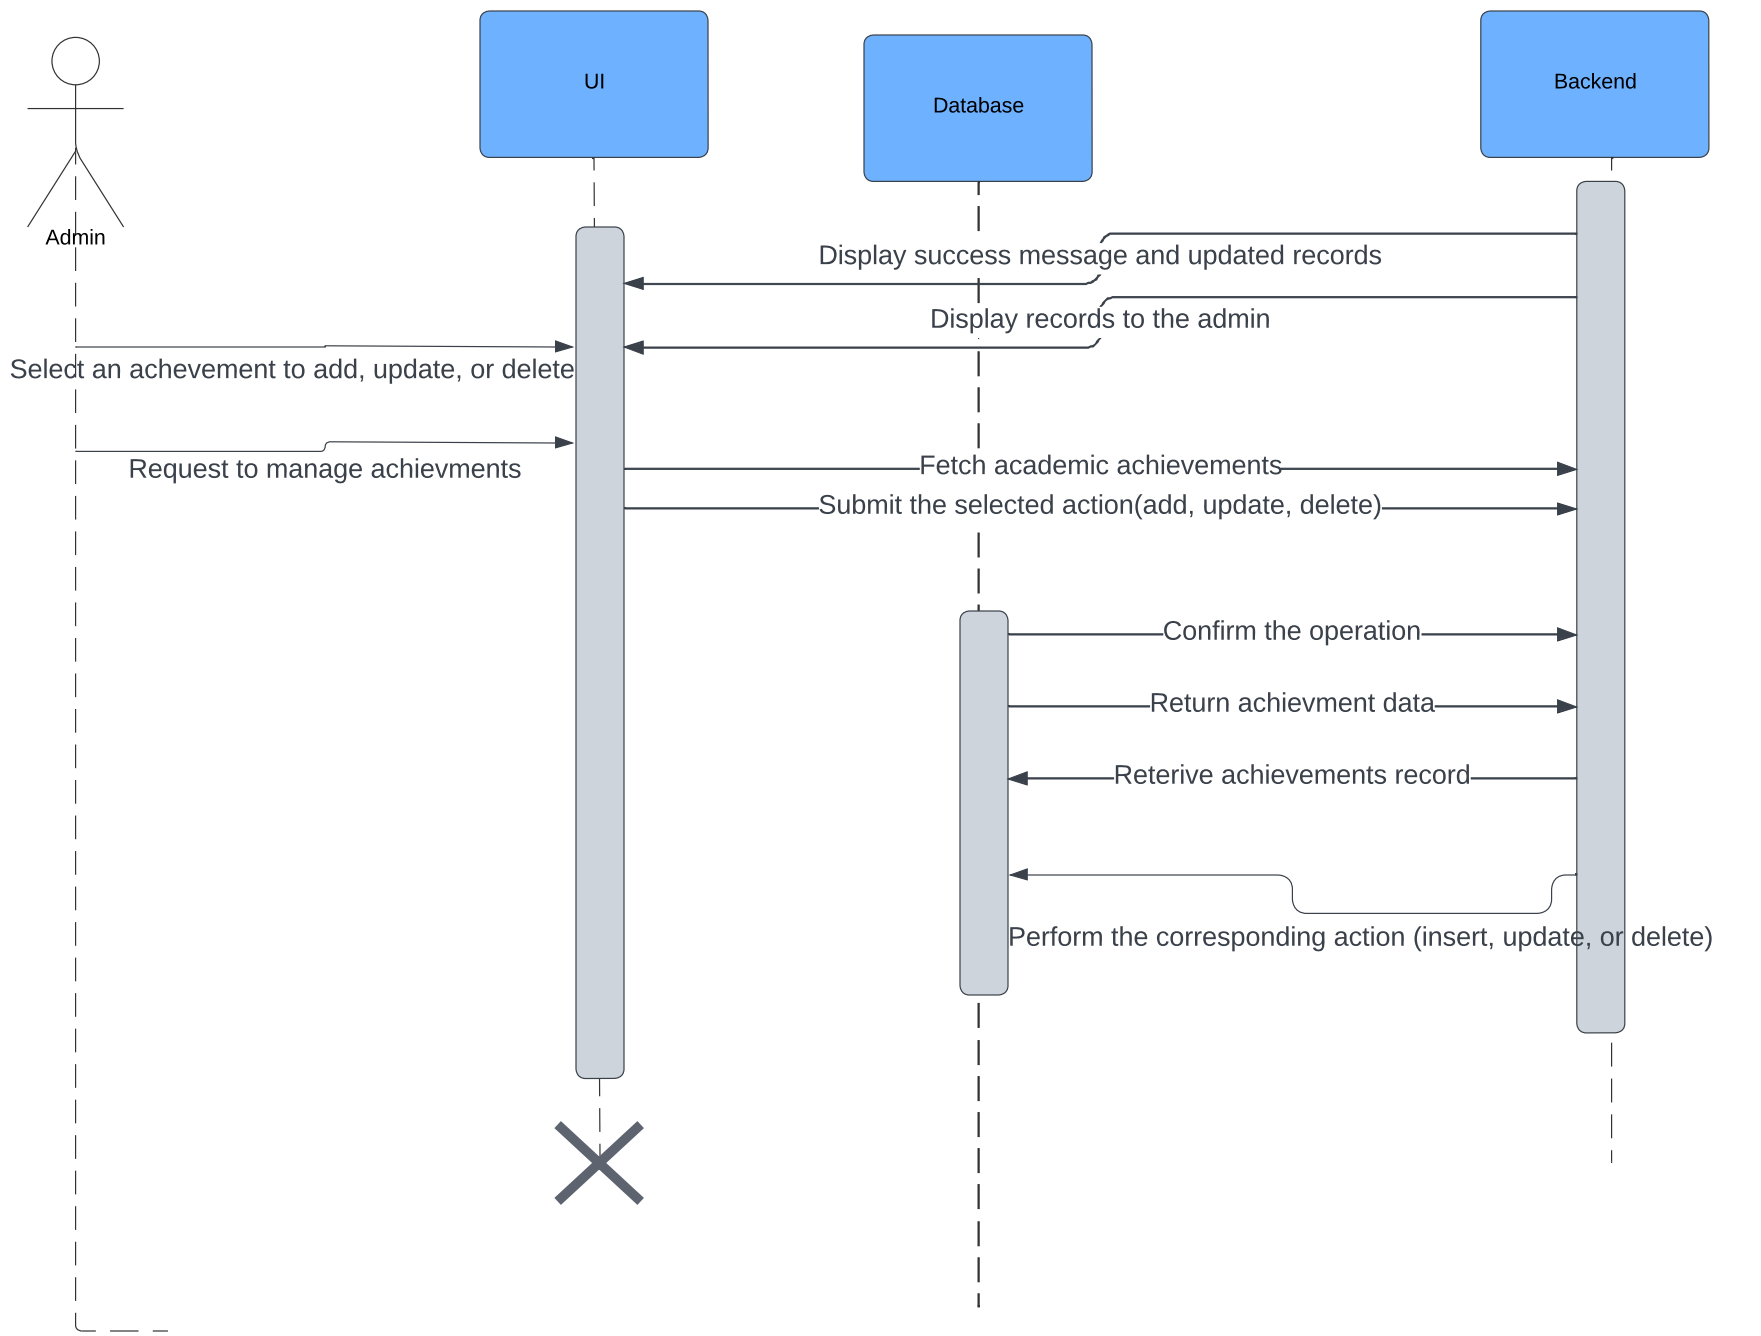 UI
Database
Backend
Admin
Display success message and updated records
Display records to the admin
Select an achevement to add, update, or delete
Request to manage achievments
Fetch academic achievements
Submit the selected action(add, update, delete)
Confirm the operation
Return achievment data
Reterive achievements record
Perform the corresponding action (insert, update, or delete)